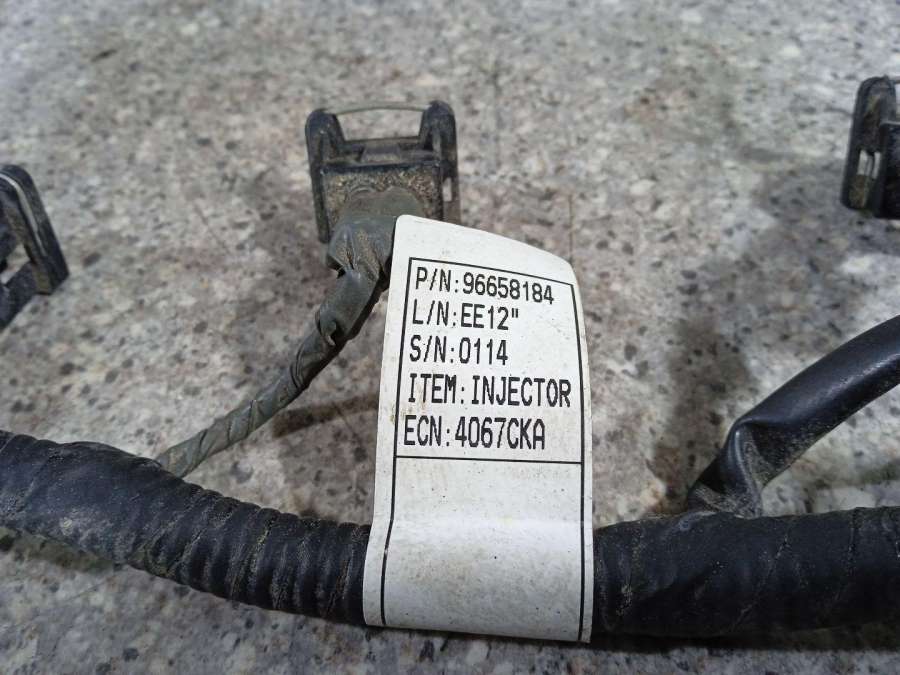 P/N:96658184
L/N:EE12"
S/N:0114
ITEM:INJECTOR
ECN:4067CKA